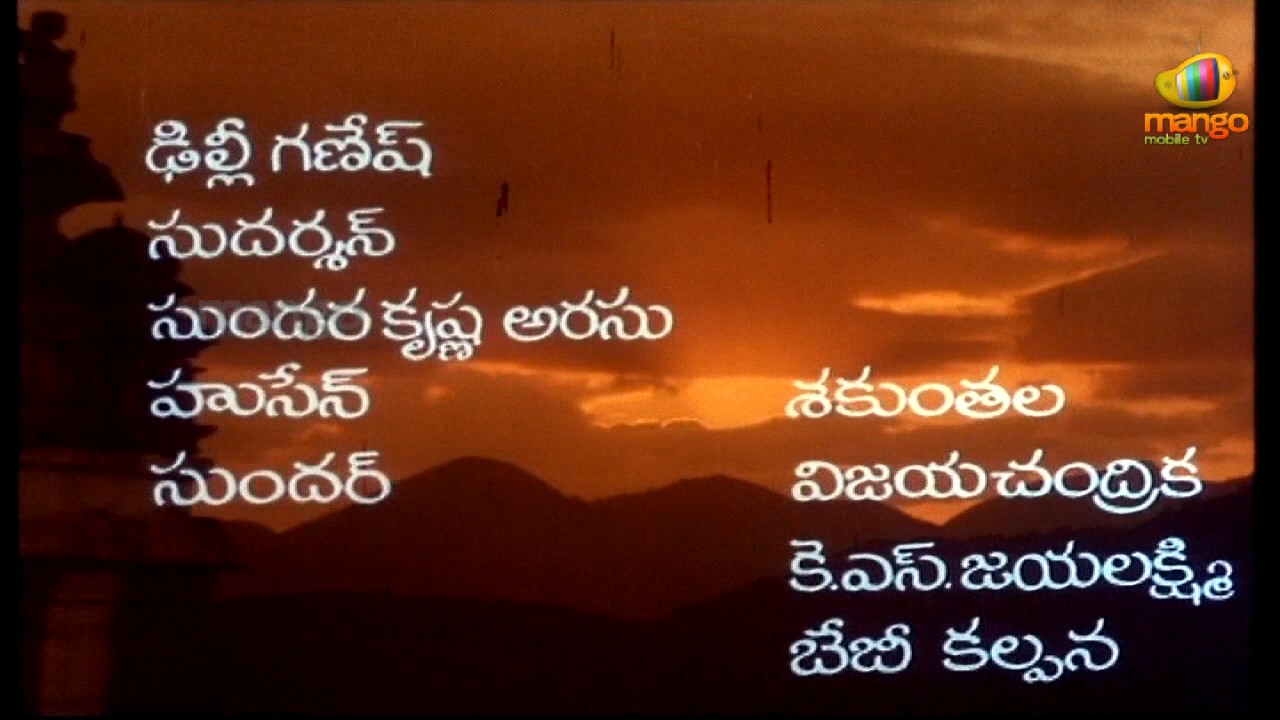 ఢిల్లీ గణేష్
సుదర్శన్
సుందర కృష్ణ అరసు
హుసేన్
సుందర్
శకుంతల
విజయచంద్రిక
కె.ఎస్. జయలక్ష్మి
బేబీ కల్పన
mango
mobile tv